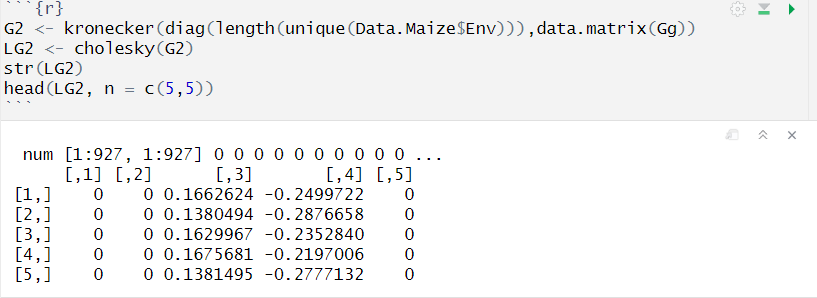 ```{r}
G2 <- kronecker(diag(length(unique(Data.Maize$Env))),data.matrix(Gg))
LG2 <- cholesky(G2)
str(LG2)
head(LG2, n = c(5,5))
```
num [1:927, 1:927] 0 0 0 0 0 0 0 0 0 0 ...
[,1] [,2] [,3] [,4] [,5]
[1,] 0 0 0.1662624 -0.2499722 0
[2,] 0 0 0.1380494 -0.2876658 0
[3,] 0 0 0.1629967 -0.2352840 0
[4,] 0 0 0.1675681 -0.2197006 0
[5,] 0 0 0.1381495 -0.2777132 0